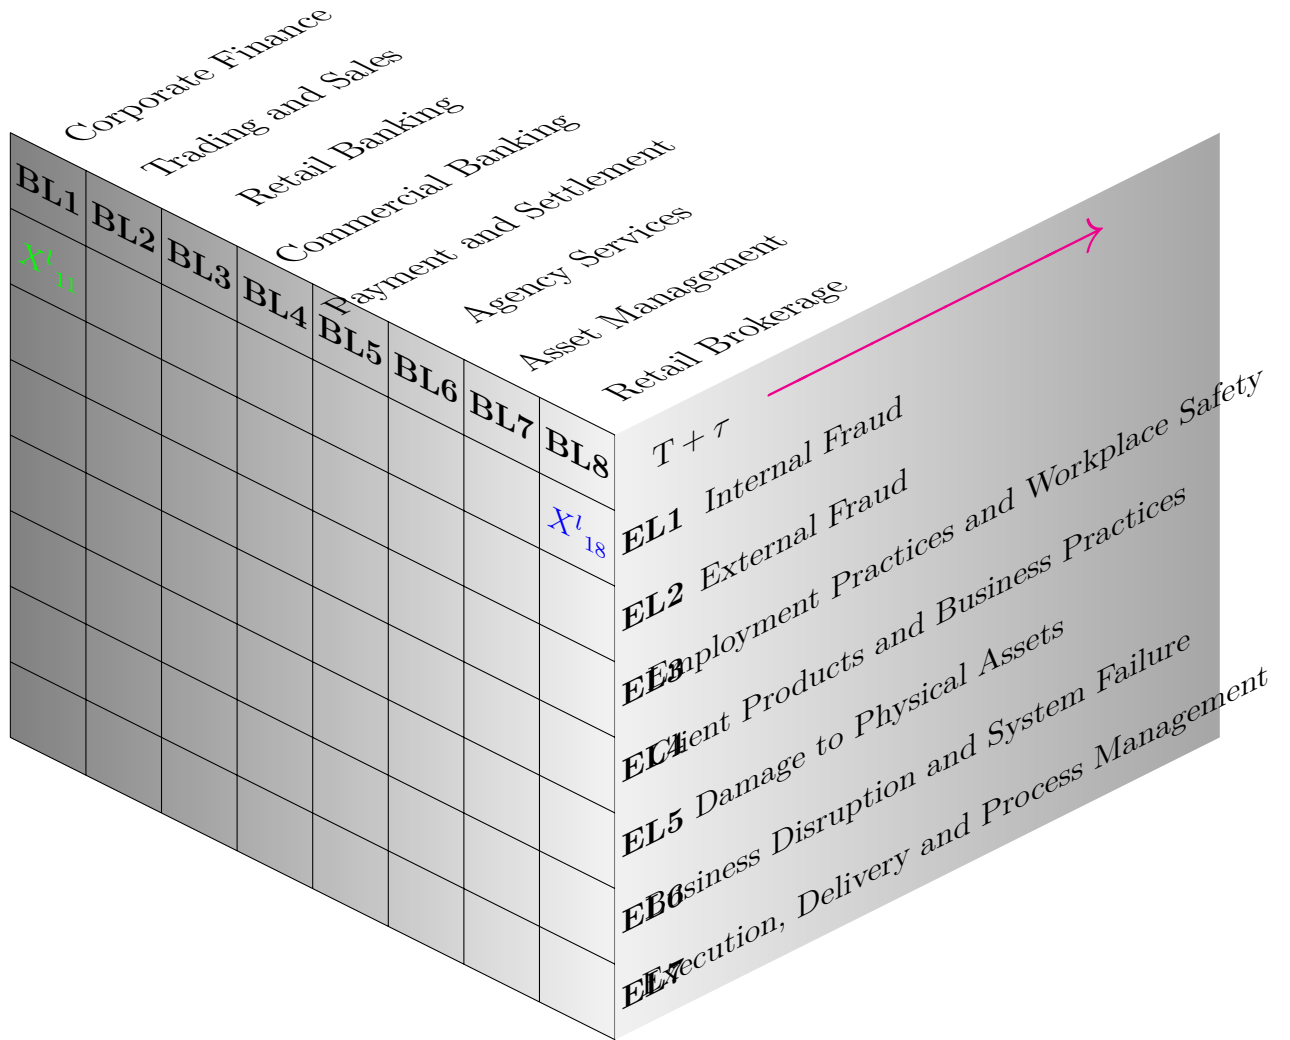 Corporate Finance
Trading and Sales
Retail Banking
Commercial Banking
Payment and Settlement
Agency Services
Asset Management
Retail Brokerage
BL1
BL2
BL3
BL4
BL5
BL6
BL7
BL8
X^l_11
X^l_18
T + τ
EL1 Internal Fraud
EL2 External Fraud
EL3 Employment Practices and Workplace Safety
EL4 Client Products and Business Practices
EL5 Damage to Physical Assets
EL6 Business Disruption and System Failure
EL7 Execution, Delivery and Process Management